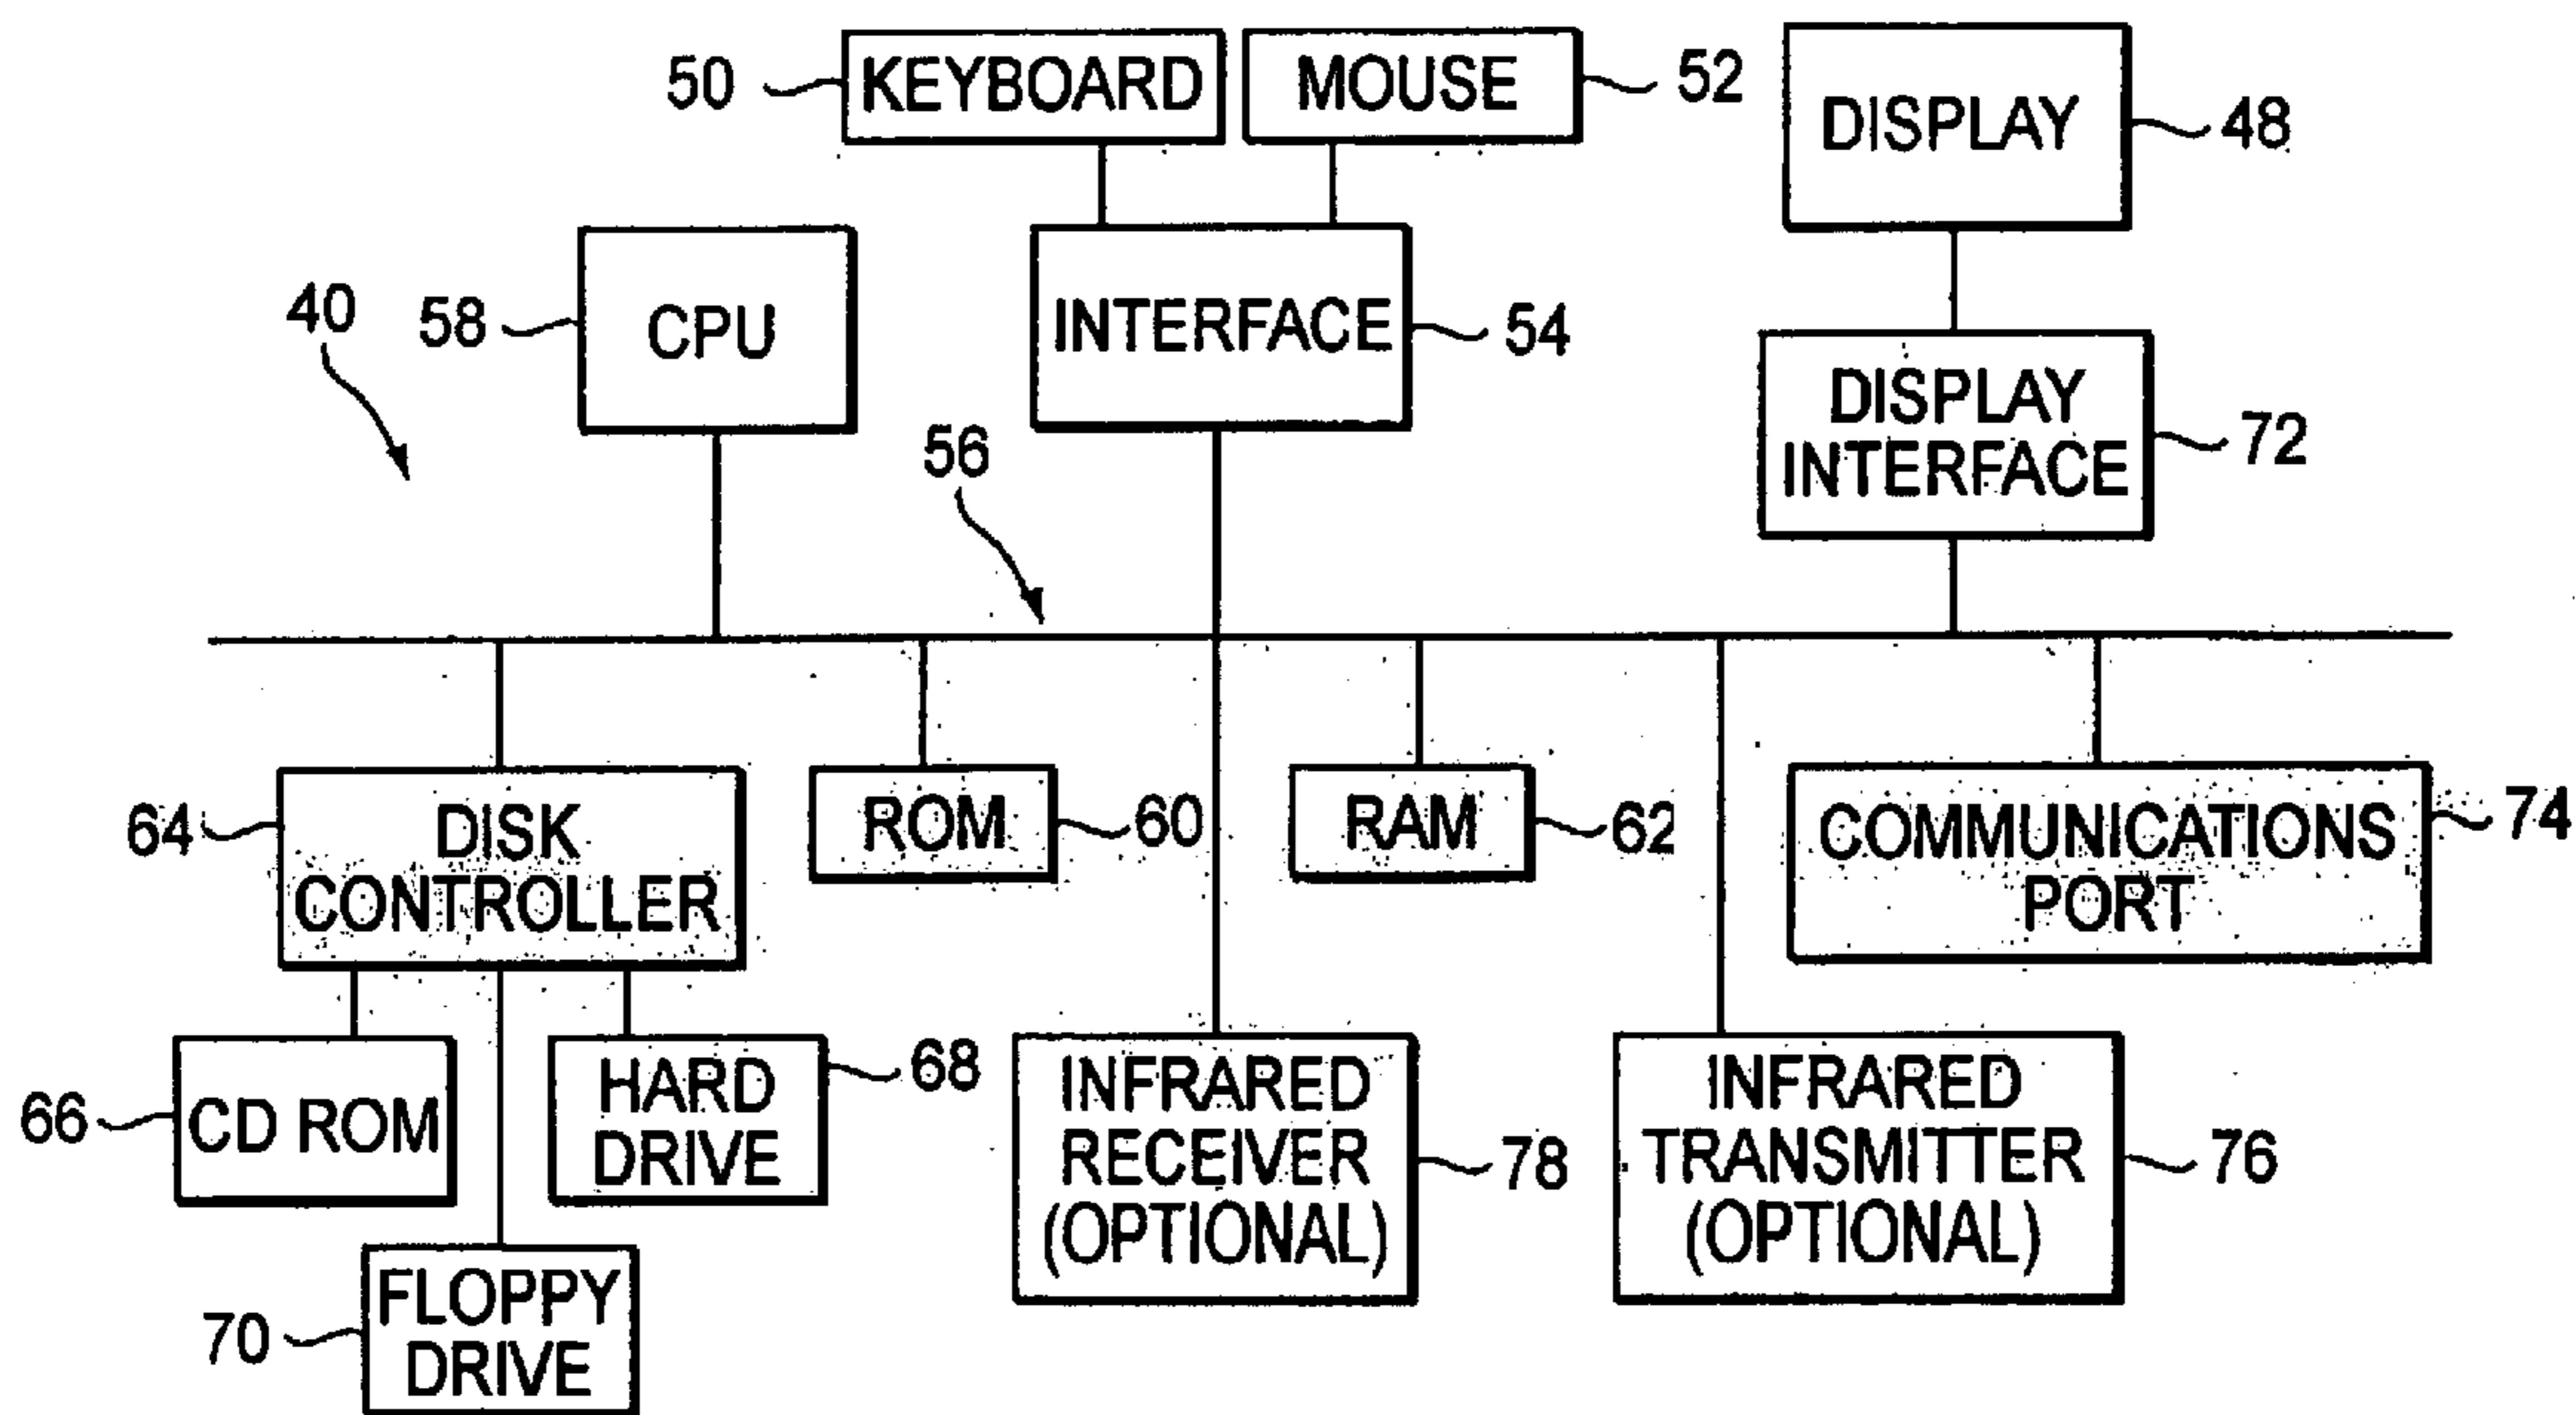 50 KEYBOARD
MOUSE 52
DISPLAY 48
40
58 CPU
INTERFACE 54
DISPLAY
INTERFACE 72
56
64 DISK
CONTROLLER
ROM 60
RAM 62
COMMUNICATIONS
PORT 74
66 CD ROM
HARD
DRIVE 68
70 FLOPPY
DRIVE
INFRARED
RECEIVER
(OPTIONAL) 78
INFRARED
TRANSMITTER
(OPTIONAL) 76